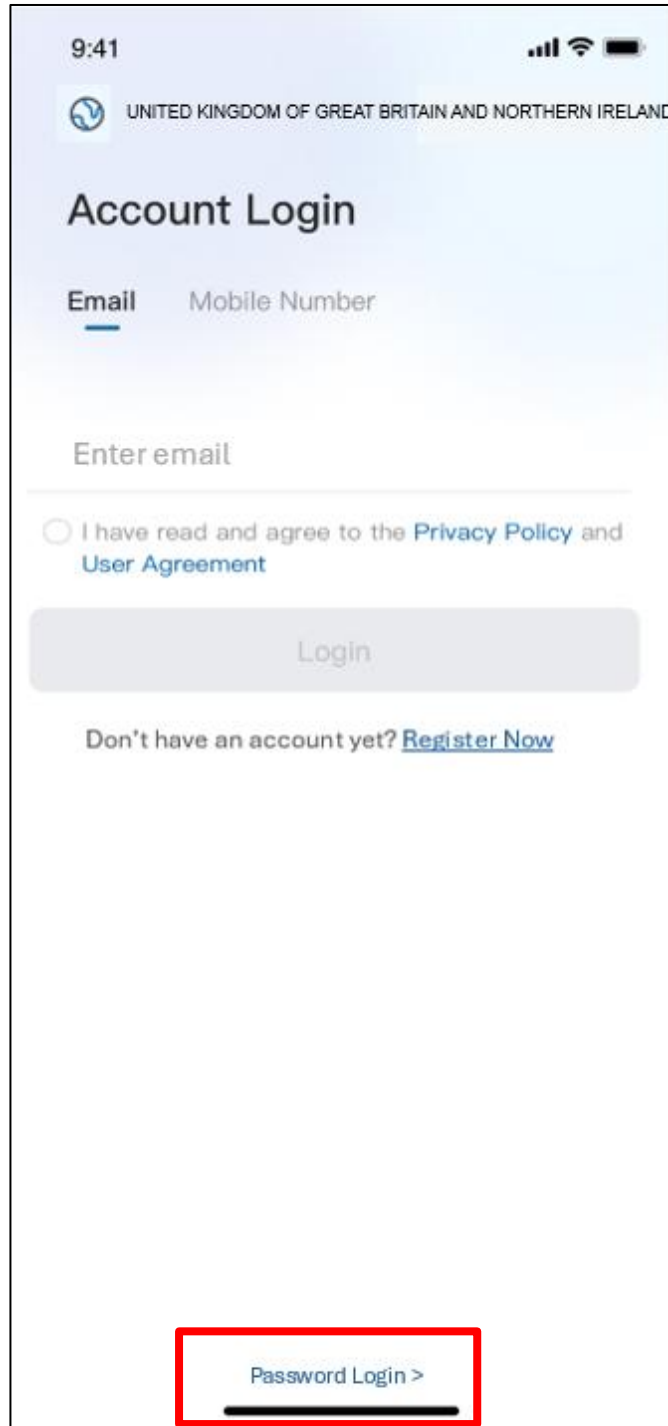 9:41
UNITED KINGDOM OF GREAT BRITAIN AND NORTHERN IRELAND
Account Login
Email Mobile Number
Enter email
I have read and agree to the Privacy Policy and
User Agreement
Login
Don't have an account yet? Register Now
Password Login >